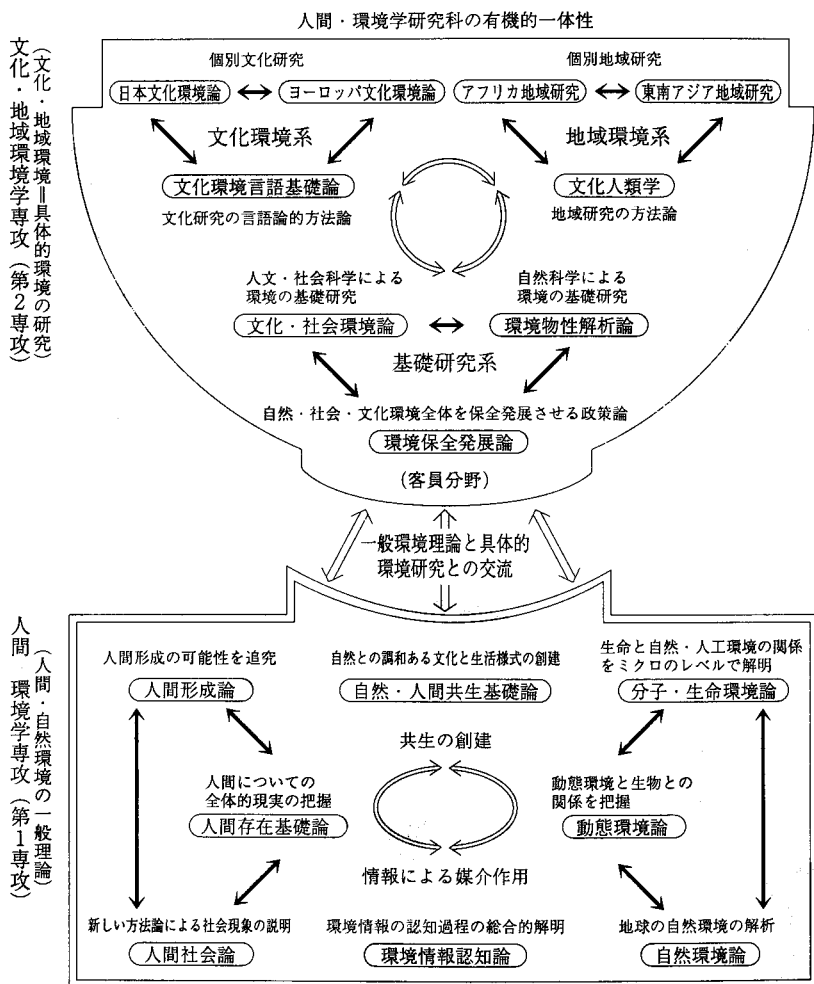 人間・環境学研究科の有機的一体性
文化・地域環境学専攻(第2専攻)
(文化・地域環境＝具体的環境の研究)
個別文化研究
個別地域研究
日本文化環境論
ヨーロッパ文化環境論
アフリカ地域研究
東南アジア地域研究
文化環境系
地域環境系
文化環境言語基礎論
文化人類学
文化研究の言語論的方法論
地域研究の方法論
人文・社会科学による
環境の基礎研究
自然科学による
環境の基礎研究
文化・社会環境論
環境物性解析論
基礎研究系
自然・社会・文化環境全体を保全発展させる政策論
環境保全発展論
(客員分野)
一般環境理論と具体的
環境研究との交流
人間・環境学専攻(第1専攻)
(人間・自然環境の一般理論)
人間形成の可能性を追究
人間形成論
自然との調和ある文化と生活様式の創建
自然・人間共生基礎論
生命と自然・人工環境の関係
をミクロのレベルで解明
分子・生命環境論
共生の創建
人間についての
全体的現実の把握
人間存在基礎論
動態環境と生物との
関係を把握
動態環境論
情報による媒介作用
新しい方法論による社会現象の説明
人間社会論
環境情報の認知過程の総合的解明
環境情報認知論
地球の自然環境の解析
自然環境論